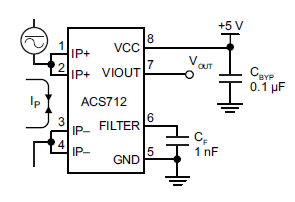 +5 V
1 IP+ VCC 8
2 IP+ VIOUT 7 VOUT
CBYP
0.1 µF
IP ACS712
3 IP– FILTER 6
4 IP–
CF
1 nF
GND 5